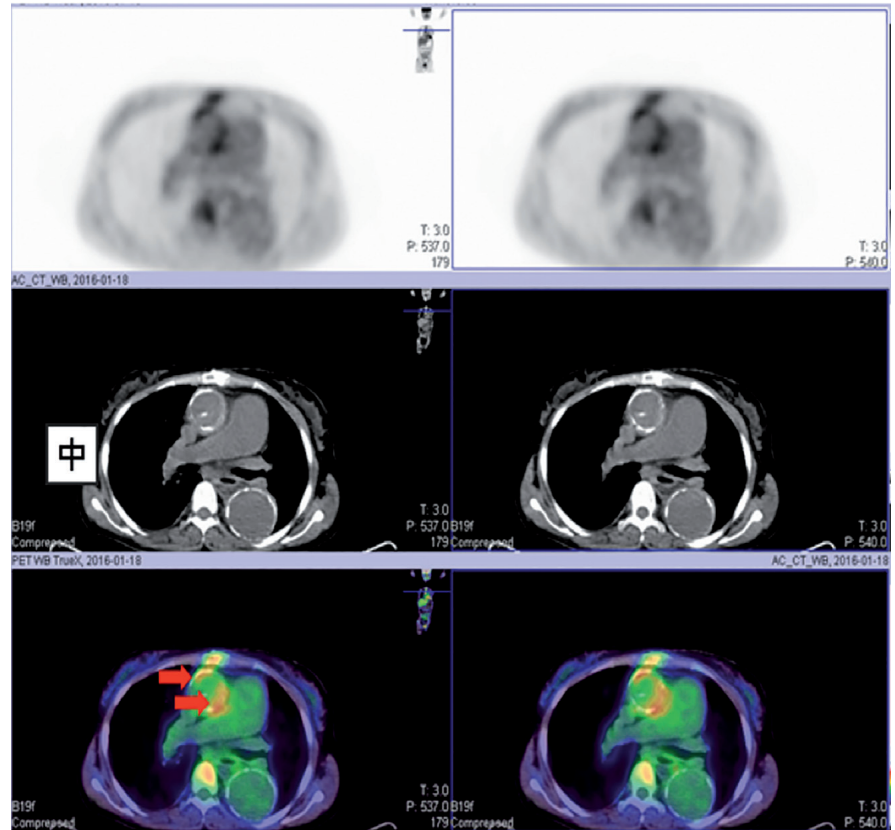 T: 3.0
P: 537.0
179
T: 3.0
P: 540.0
AC_CT_WB, 2016-01-18
中
B19f
Compressed
T: 3.0
P: 537.0
179
B19f
Compressed
T: 3.0
P: 540.0
PET WB TrueX, 2016-01-18
AC_CT_WB, 2016-01-18
B19f
Compressed
T: 3.0
P: 537.0
179
B19f
Compressed
T: 3.0
P: 540.0